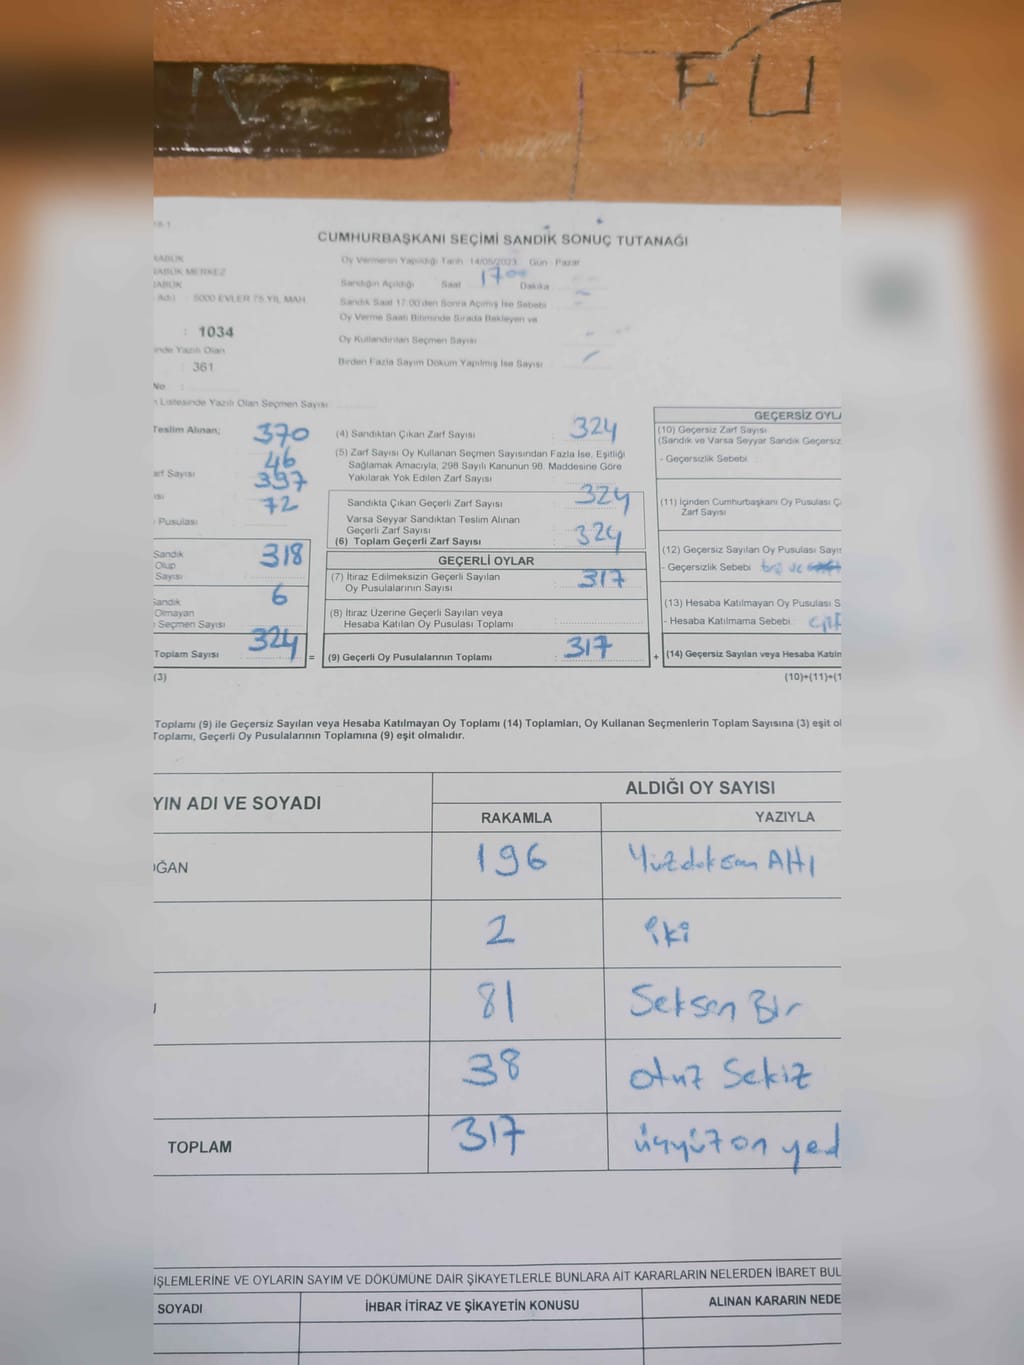 FU
CUMHURBAŞKANI SEÇİMİ SANDIK SONUÇ TUTANAĞI
Oy Vermenin Yapıldığı Tarih 14/05/2023 Gün : Pazar
Sandığın Açıldığı Saat 17 00 Dakika
Sandık Saat 17:00'den Sonra Açılmış İse Sebebi
Oy Verme Saati Bitiminde Sırada Bekleyen ve
Oy Kullandırılan Seçmen Sayısı
Birden Fazla Sayım Döküm Yapılmış İse Sayısı
RABÜK MERKEZ
Adı) : 5000 EVLER 75.YIL MAH.
: 1034
inde Yazılı Olan
: 361
No :
n Listesinde Yazılı Olan Seçmen Sayısı
Teslim Alınan; 370
46
arf Sayısı 397
ısı 72
Pusulası
Sandık
Olup
Sayısı 318
Sandık
Olmayan
Seçmen Sayısı 6
Toplam Sayısı 324 =
(3)
(4) Sandıktan Çıkan Zarf Sayısı 324
(5) Zarf Sayısı Oy Kullanan Seçmen Sayısından Fazla İse, Eşitliği
Sağlamak Amacıyla, 298 Sayılı Kanunun 98. Maddesine Göre
Yakılarak Yok Edilen Zarf Sayısı
Sandıkta Çıkan Geçerli Zarf Sayısı : 324
Varsa Seyyar Sandıktan Teslim Alınan
Geçerli Zarf Sayısı
(6) Toplam Geçerli Zarf Sayısı : 324
GEÇERLİ OYLAR
(7) İtiraz Edilmeksizin Geçerli Sayılan
Oy Pusulalarının Sayısı : 317
(8) İtiraz Üzerine Geçerli Sayılan veya
Hesaba Katılan Oy Pusulası Toplamı :
(9) Geçerli Oy Pusulalarının Toplamı : 317 +
GEÇERSİZ OYLA
(10) Geçersiz Zarf Sayısı
(Sandık ve Varsa Seyyar Sandık Geçersiz
- Geçersizlik Sebebi :
(11) İçinden Cumhurbaşkanı Oy Pusulası Ç
Zarf Sayısı
(12) Geçersiz Sayılan Oy Pusulası Sayıs
- Geçersizlik Sebebi :
(13) Hesaba Katılmayan Oy Pusulası S
- Hesaba Katılmama Sebebi :
(14) Geçersiz Sayılan veya Hesaba Katılm
(10)+(11)+(1
Toplamı (9) ile Geçersiz Sayılan veya Hesaba Katılmayan Oy Toplamı (14) Toplamları, Oy Kullanan Seçmenlerin Toplam Sayısına (3) eşit ol
Toplamı, Geçerli Oy Pusulalarının Toplamına (9) eşit olmalıdır.
YIN ADI VE SOYADI
ALDIĞI OY SAYISI
RAKAMLA YAZIYLA
OĞAN 196 Yüzdoksan Altı
2 iki
U 81 Seksen Bir
38 otuz Sekiz
TOPLAM 317 üçyüz on yed
İŞLEMLERİNE VE OYLARIN SAYIM VE DÖKÜMÜNE DAİR ŞİKAYETLERLE BUNLARA AİT KARARLARIN NELERDEN İBARET BUL
SOYADI İHBAR İTİRAZ VE ŞİKAYETİN KONUSU ALINAN KARARIN NEDE